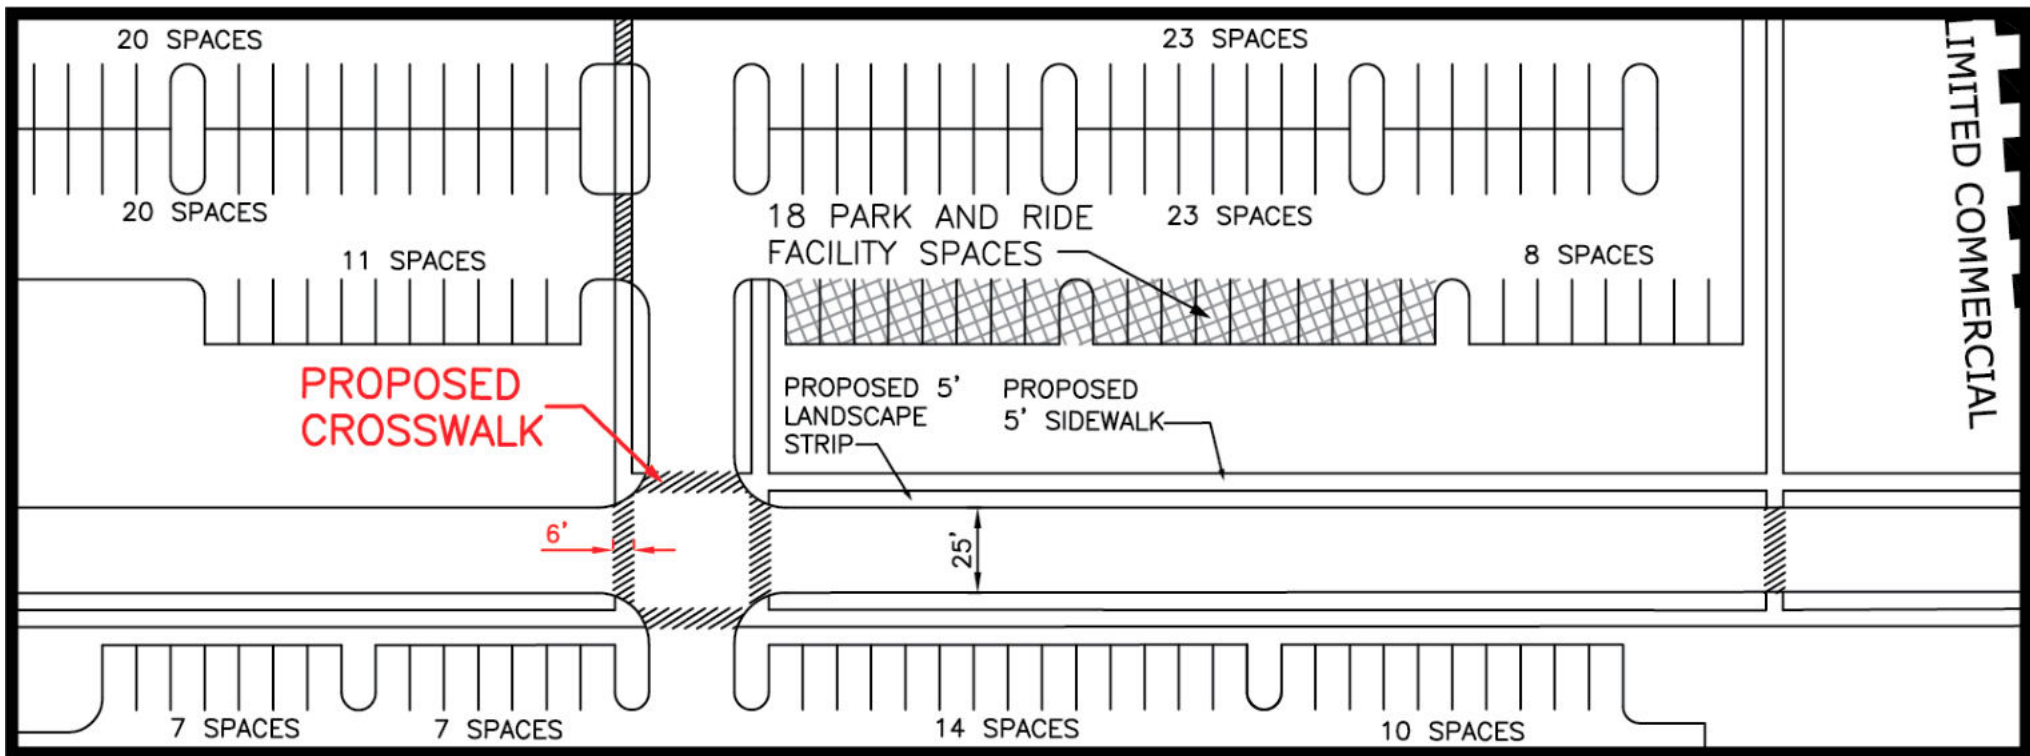 20 SPACES
23 SPACES
20 SPACES
18 PARK AND RIDE
FACILITY SPACES
23 SPACES
11 SPACES
8 SPACES
LIMITED COMMERCIAL
PROPOSED
CROSSWALK
PROPOSED 5'
LANDSCAPE
STRIP
PROPOSED
5' SIDEWALK
6'
25'
7 SPACES
7 SPACES
14 SPACES
10 SPACES